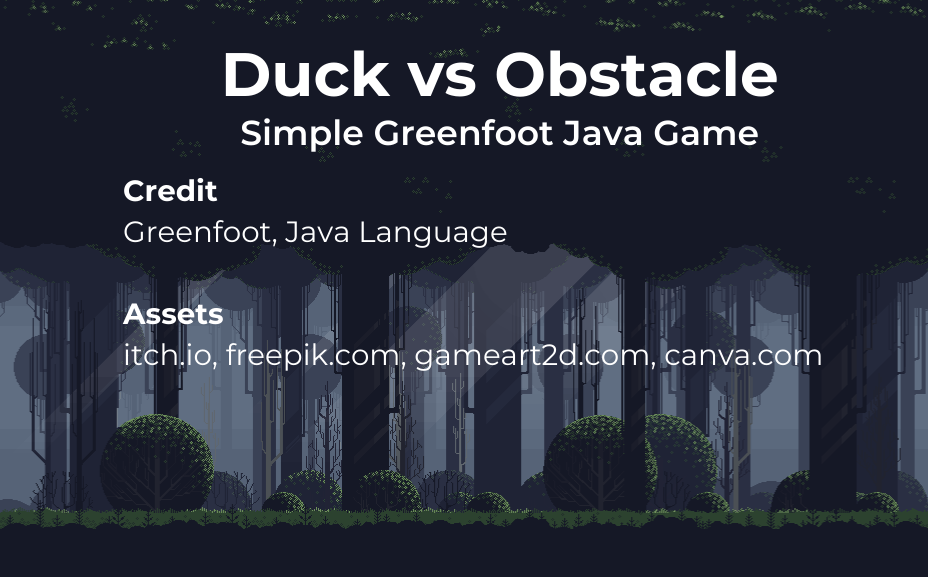 Duck vs Obstacle
Simple Greenfoot Java Game
Credit
Greenfoot, Java Language
Assets
itch.io, freepik.com, gameart2d.com, canva.com